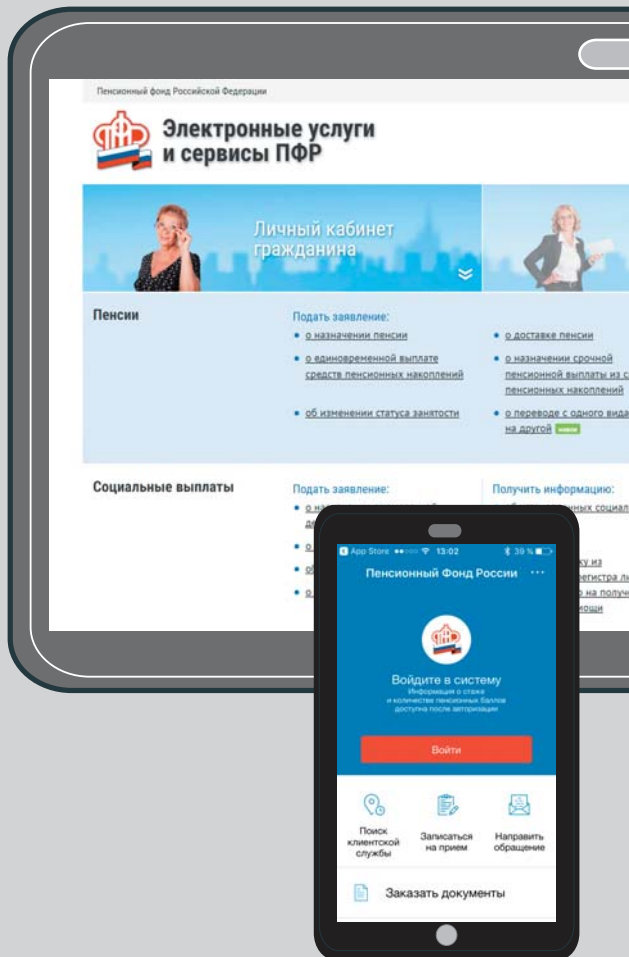 Пенсионный фонд Российской Федерации
Электронные услуги
и сервисы ПФР
Личный кабинет
гражданина
Пенсии
Подать заявление:
о назначении пенсии
о единовременной выплате
средств пенсионных накоплений
об изменении статуса занятости
о доставке пенсии
о назначении срочной
пенсионной выплаты из
пенсионных накоплений
о переводе с одного вида
на другой
Социальные выплаты
Подать заявление:
Получить информацию:
App Store 13:02 39 %
Пенсионный Фонд России ...
Войдите в систему
Информация о стаже
и количестве пенсионных баллов
доступна после авторизации
Войти
Поиск
клиентской
службы
Записаться
на прием
Направить
обращение
Заказать документы